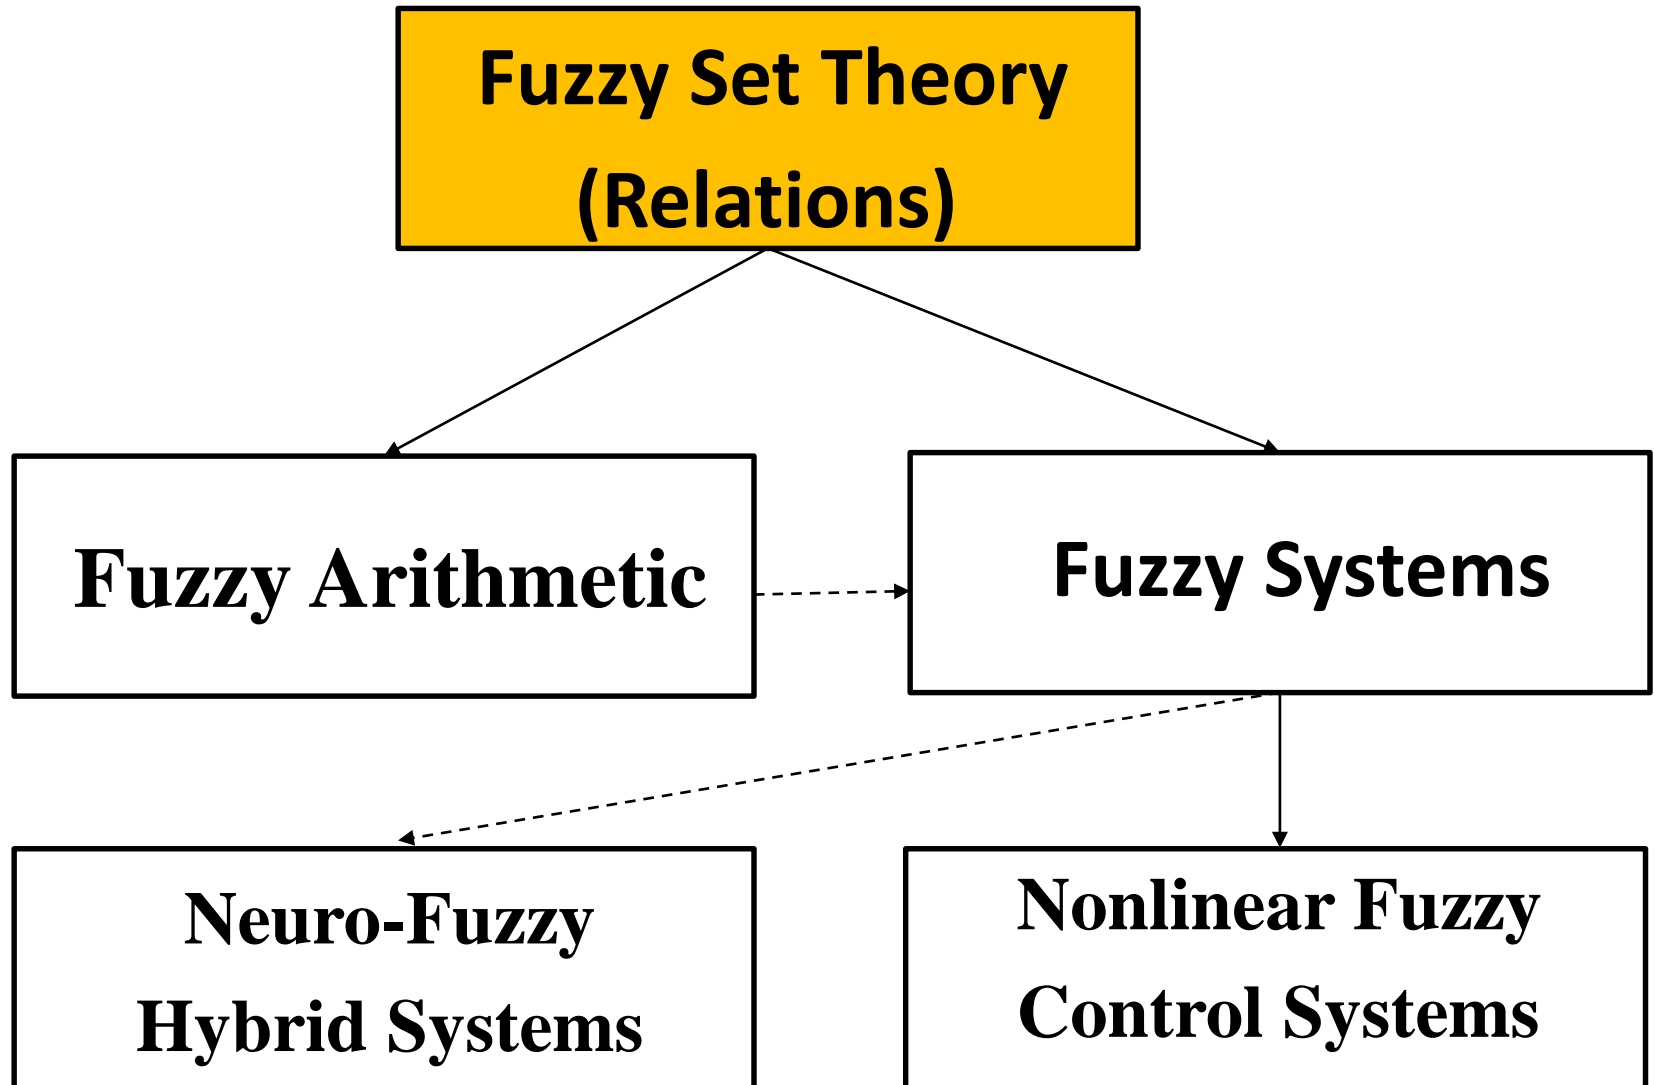 Fuzzy Set Theory
(Relations)
Fuzzy Arithmetic
Fuzzy Systems
Neuro-Fuzzy
Hybrid Systems
Nonlinear Fuzzy
Control Systems